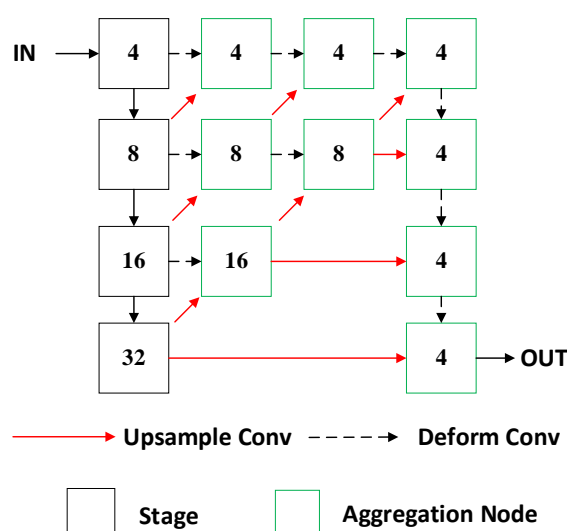 IN 4 4 4 4
8 8 8 4
16 16 4
32 4 OUT
Upsample Conv Deform Conv
Stage Aggregation Node